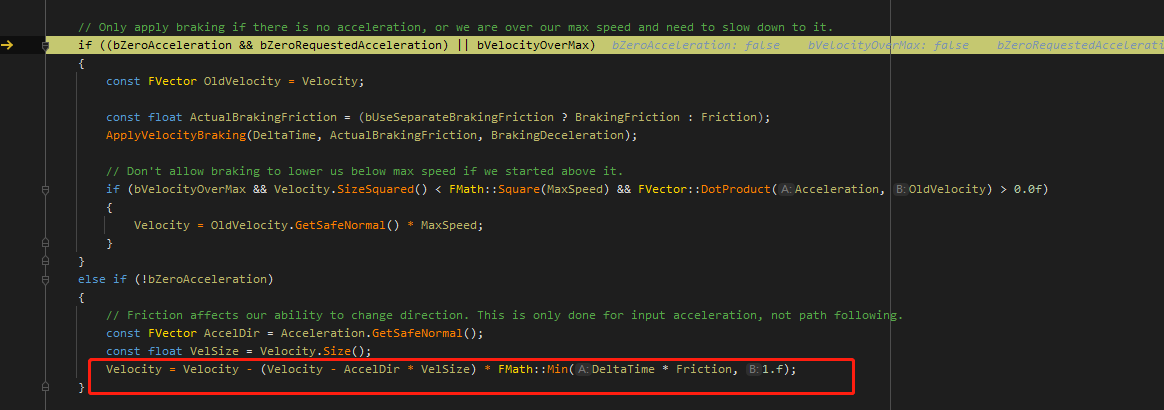 // Only apply braking if there is no acceleration, or we are over our max speed and need to slow down to it.
if ((bZeroAcceleration && bZeroRequestedAcceleration) || bVelocityOverMax) bZeroAcceleration: false bVelocityOverMax: false bZeroRequestedAccelerati
{
const FVector OldVelocity = Velocity;
const float ActualBrakingFriction = (bUseSeparateBrakingFriction ? BrakingFriction : Friction);
ApplyVelocityBraking(DeltaTime, ActualBrakingFriction, BrakingDeceleration);
// Don't allow braking to lower us below max speed if we started above it.
if (bVelocityOverMax && Velocity.SizeSquared() < FMath::Square(MaxSpeed) && FVector::DotProduct(A:Acceleration, B:OldVelocity) > 0.0f)
{
Velocity = OldVelocity.GetSafeNormal() * MaxSpeed;
}
}
else if (!bZeroAcceleration)
{
// Friction affects our ability to change direction. This is only done for input acceleration, not path following.
const FVector AccelDir = Acceleration.GetSafeNormal();
const float VelSize = Velocity.Size();
Velocity = Velocity - (Velocity - AccelDir * VelSize) * FMath::Min(A:DeltaTime * Friction, B:1.f);
}